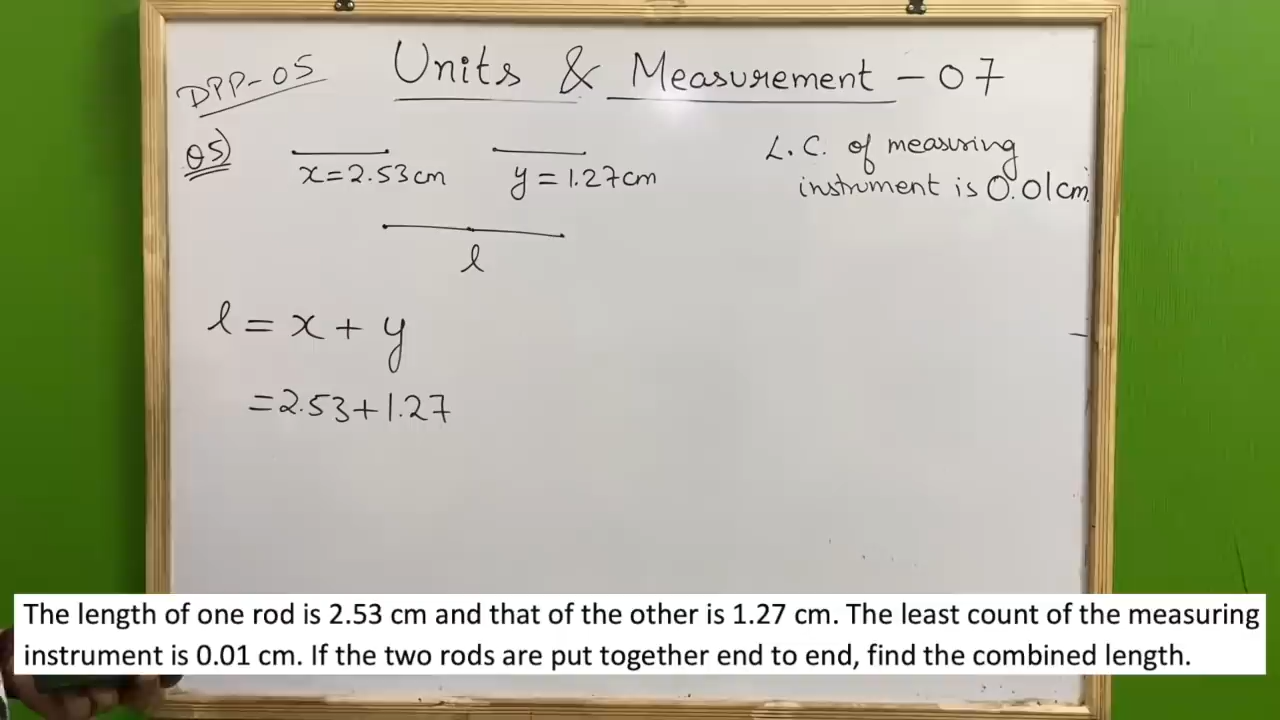 DPP-05
Units & Measurement - 07
Q5)
x=2.53cm
y=1.27cm
L.C. of measuring
instrument is 0.01cm.
l
l = x + y
=2.53+1.27
The length of one rod is 2.53 cm and that of the other is 1.27 cm. The least count of the measuring
instrument is 0.01 cm. If the two rods are put together end to end, find the combined length.